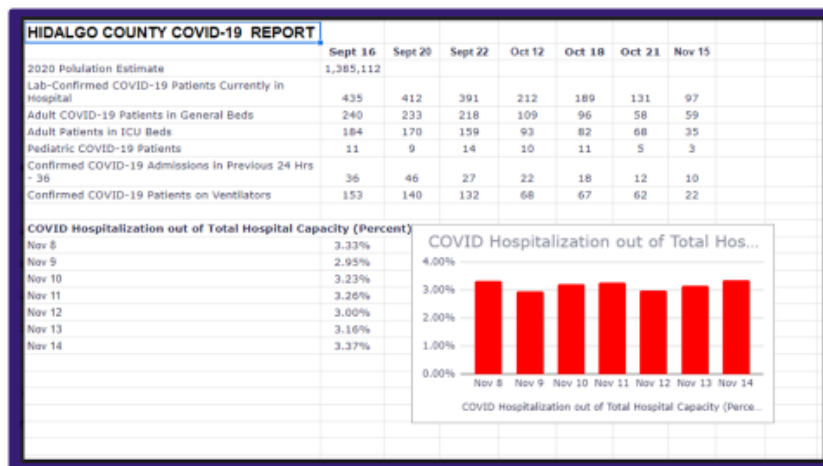 HIDALGO COUNTY COVID-19 REPORT
Sept 16 Sept 20 Sept 22 Oct 12 Oct 18 Oct 21 Nov 15
2020 Polulation Estimate 1,385,112
Lab-Confirmed COVID-19 Patients Currently in
Hospital 435 412 391 212 189 131 97
Adult COVID-19 Patients in General Beds 240 233 218 109 96 58 59
Adult Patients in ICU Beds 184 170 159 93 82 68 35
Pediatric COVID-19 Patients 11 9 14 10 11 5 3
Confirmed COVID-19 Admissions in Previous 24 Hrs
- 36 36 46 27 22 18 12 10
Confirmed COVID-19 Patients on Ventilators 153 140 132 68 67 62 22
COVID Hospitalization out of Total Hospital Capacity (Percent)
Nov 8 3.33%
Nov 9 2.95%
Nov 10 3.23%
Nov 11 3.26%
Nov 12 3.00%
Nov 13 3.16%
Nov 14 3.37%
COVID Hospitalization out of Total Hos...
4.00%
3.00%
2.00%
1.00%
0.00%
Nov 8 Nov 9 Nov 10 Nov 11 Nov 12 Nov 13 Nov 14
COVID Hospitalization out of Total Hospital Capacity (Perce...